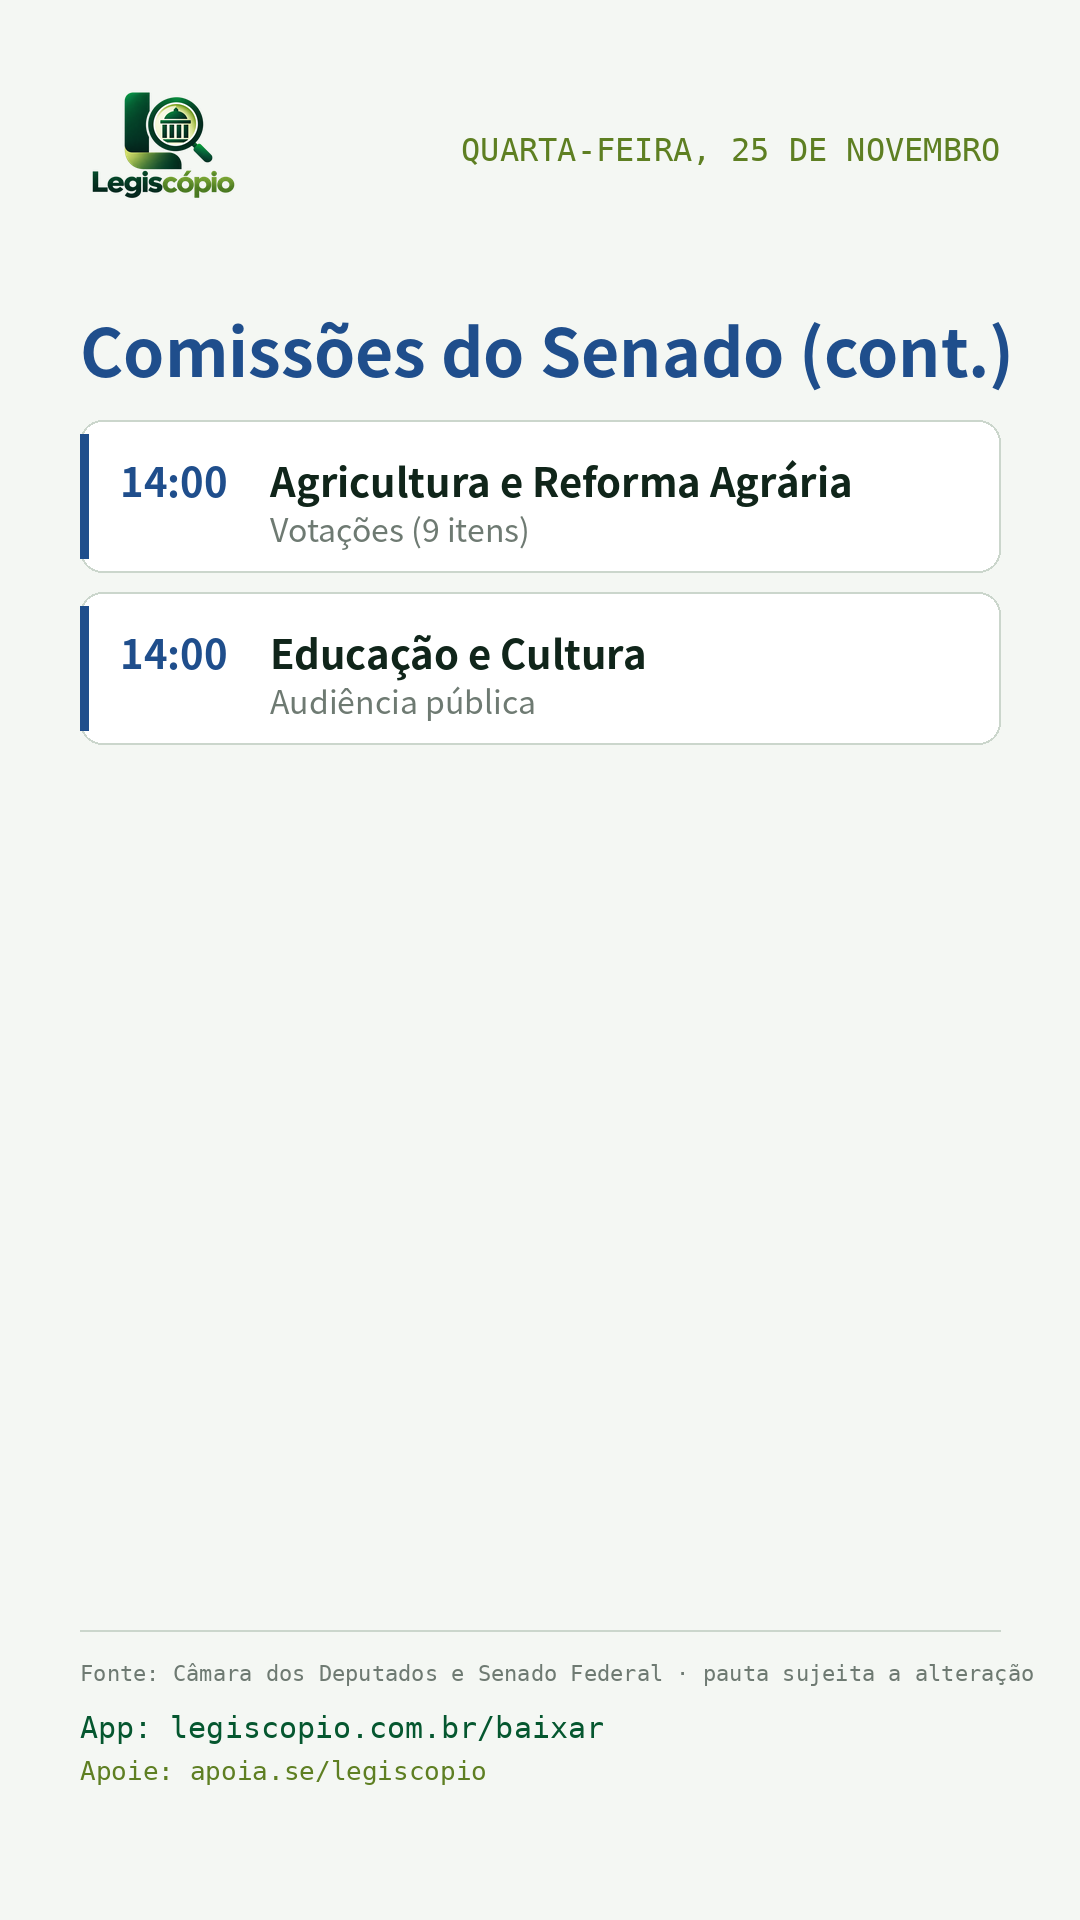 Legiscópio
QUARTA-FEIRA, 25 DE NOVEMBRO
Comissões do Senado (cont.)
14:00 Agricultura e Reforma Agrária
Votações (9 itens)
14:00 Educação e Cultura
Audiência pública
Fonte: Câmara dos Deputados e Senado Federal · pauta sujeita a alteração
App: legiscopio.com.br/baixar
Apoie: apoia.se/legiscopio